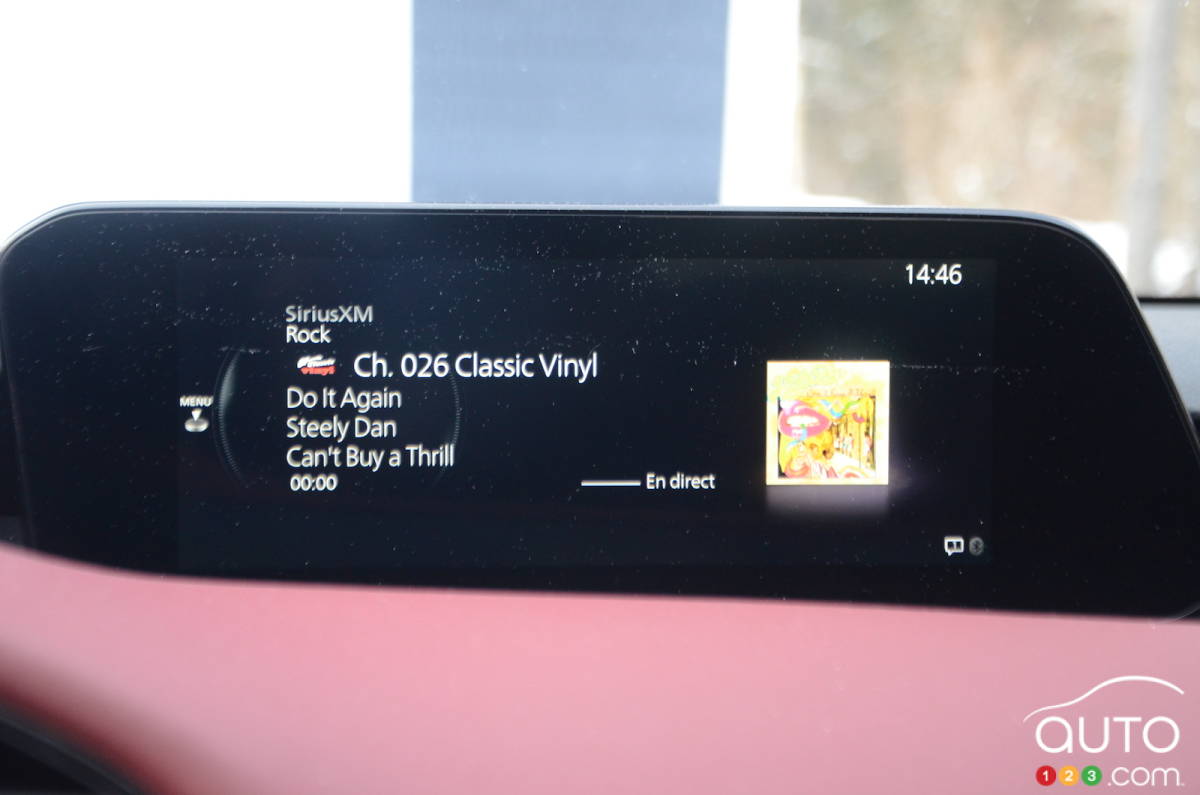 14:46
SiriusXM
Rock
Ch. 026 Classic Vinyl
MENU
Do It Again
Steely Dan
Can't Buy a Thrill
00:00
En direct
AUTO
123.com